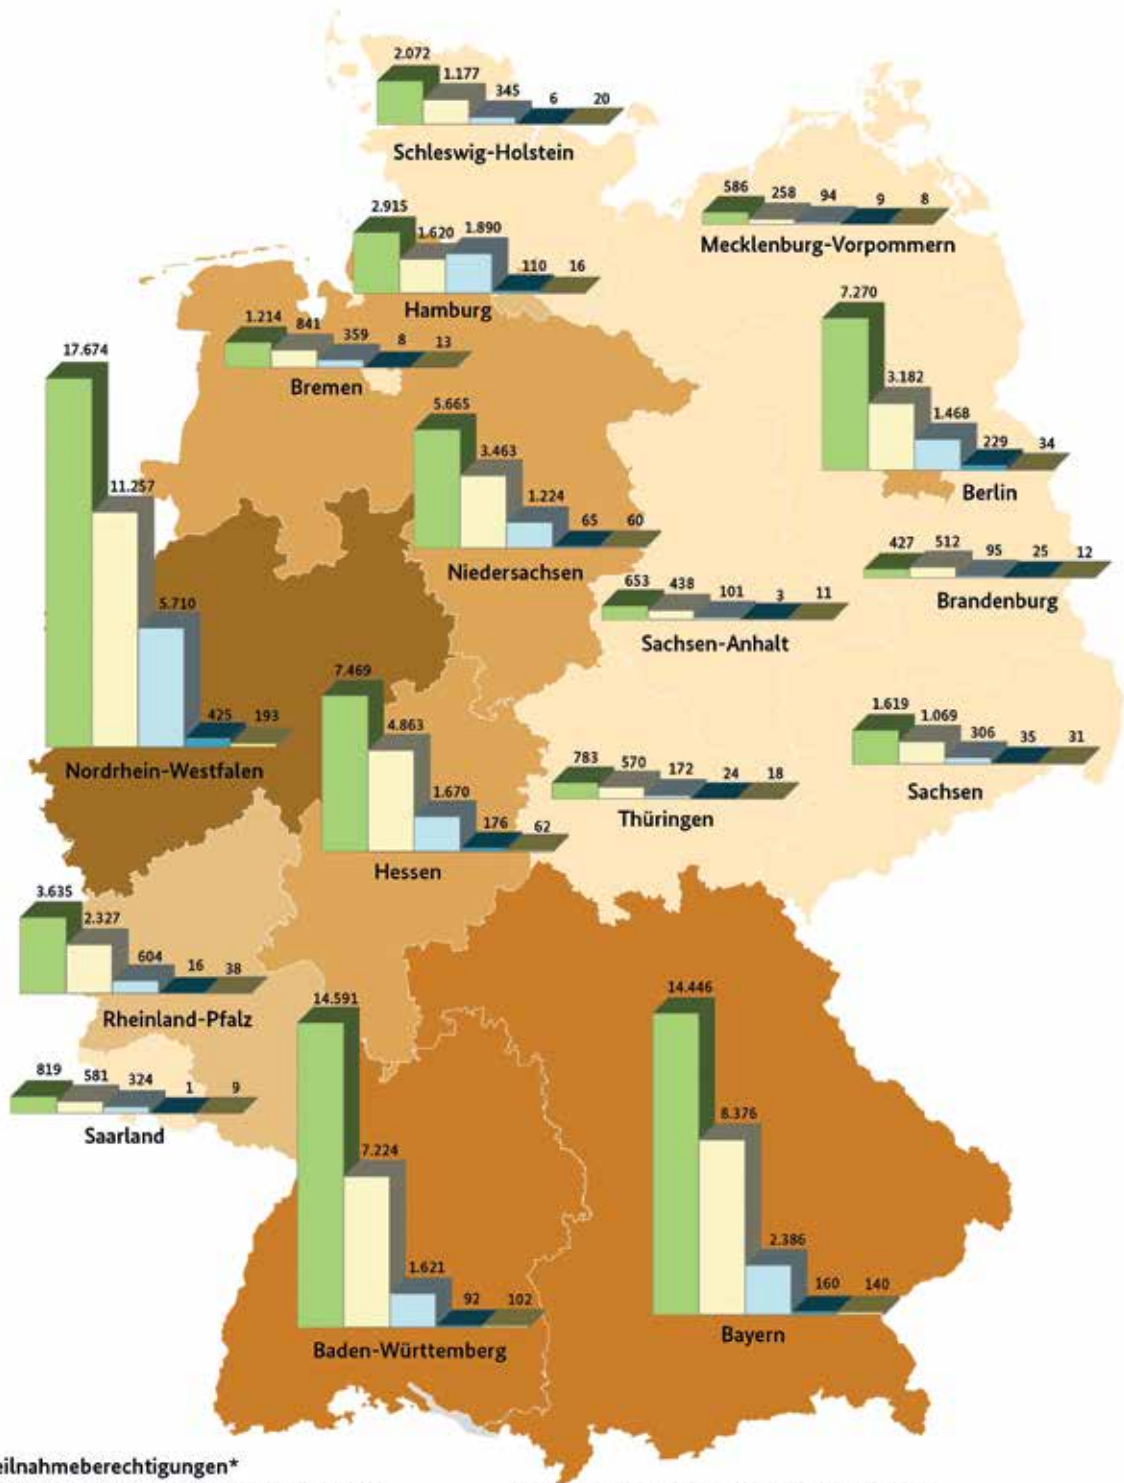 2.072 1.177 345 6 20
Schleswig-Holstein
586 258 94 9 8
Mecklenburg-Vorpommern
2.915 1.620 1.890 110 16
Hamburg
1.214 841 359 8 13
Bremen
7.270 3.182 1.468 229 34
Berlin
17.674 11.257 5.710 425 193
Nordrhein-Westfalen
5.665 3.463 1.224 65 60
Niedersachsen
427 512 95 25 12
Brandenburg
653 438 101 3 11
Sachsen-Anhalt
7.469 4.863 1.670 176 62
Hessen
1.619 1.069 306 35 31
Sachsen
783 570 172 24 18
Thüringen
3.635 2.327 604 16 38
Rheinland-Pfalz
819 581 324 1 9
Saarland
14.591 7.224 1.621 92 102
Baden-Württemberg
14.446 8.376 2.386 160 140
Bayern
eilnahmeberechtigungen*